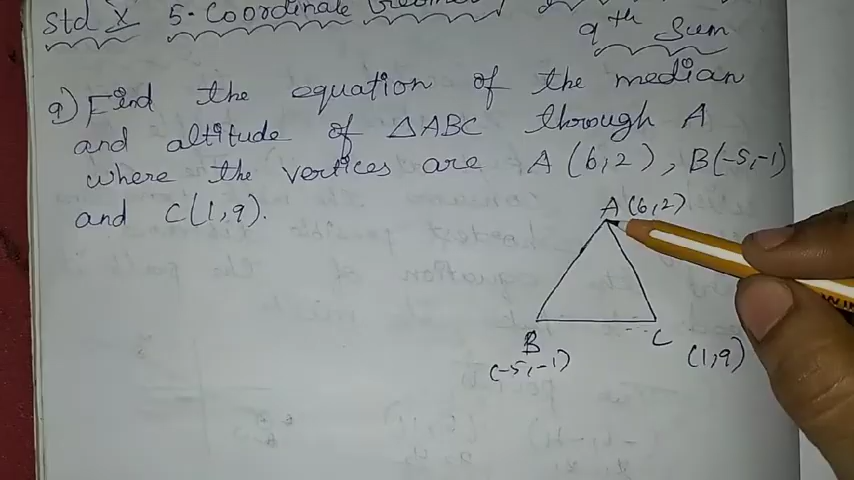 Std X 5. Coordinate
9th Sum
9) Find the equation of the median
and altitude of △ABC through A
where the vertices are A (6,2), B(-5,-1)
and C(1,9).
A (6,2)
B C (1,9)
(-5,-1)